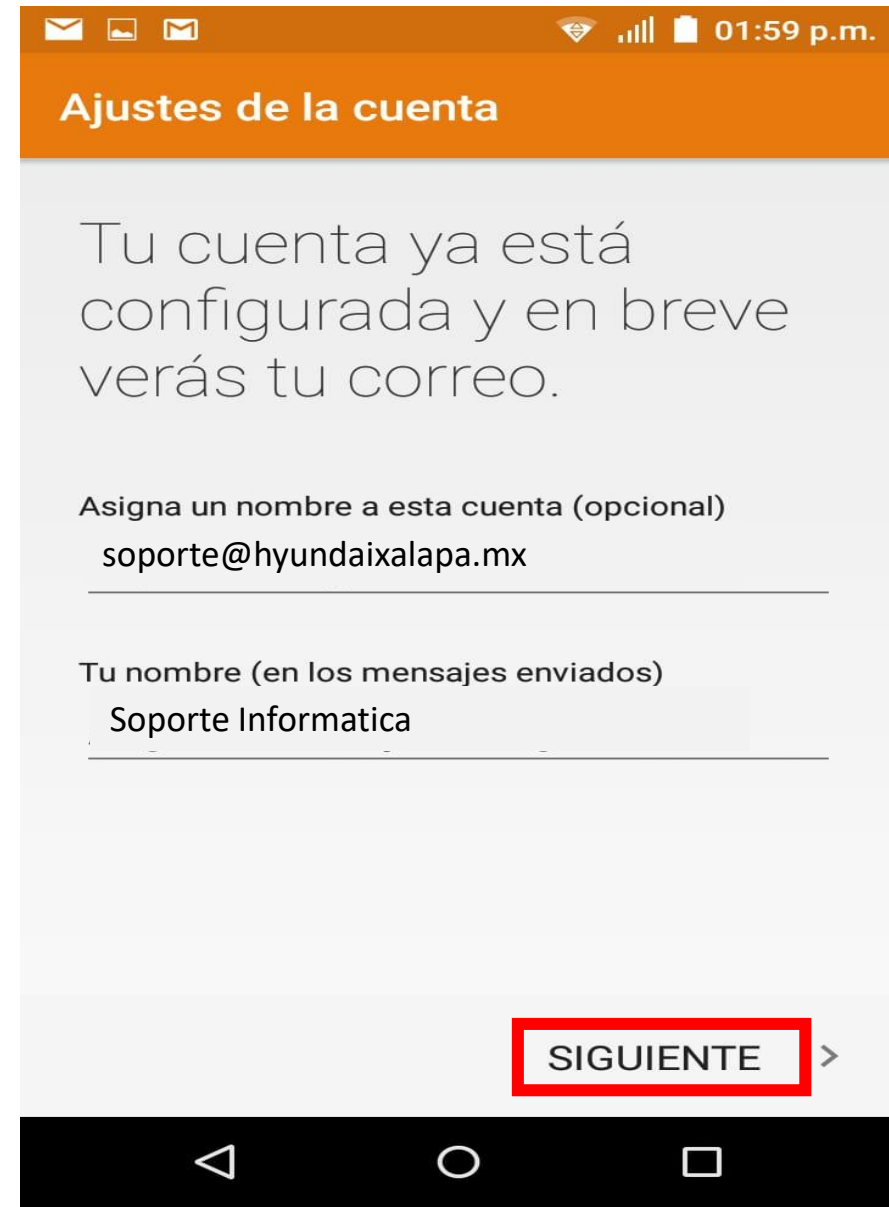 01:59 p.m.
Ajustes de la cuenta
Tu cuenta ya está
configurada y en breve
verás tu correo.
Asigna un nombre a esta cuenta (opcional)
soporte@hyundaixalapa.mx
Tu nombre (en los mensajes enviados)
Soporte Informatica
SIGUIENTE